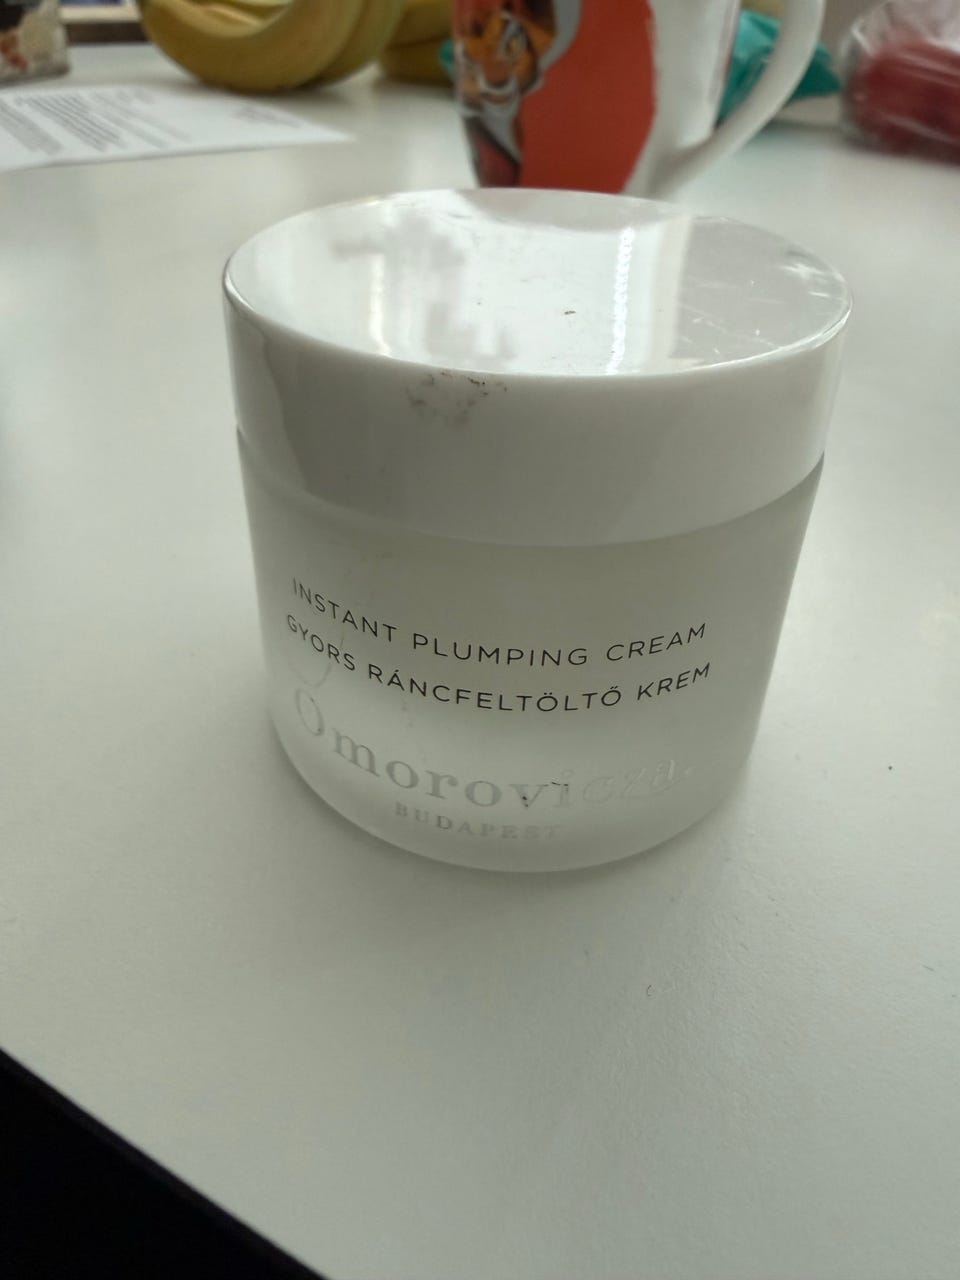 INSTANT PLUMPING CREAM
GYORS RÁNCFELTÖLTŐ KREM
Omorovicza
BUDAPEST